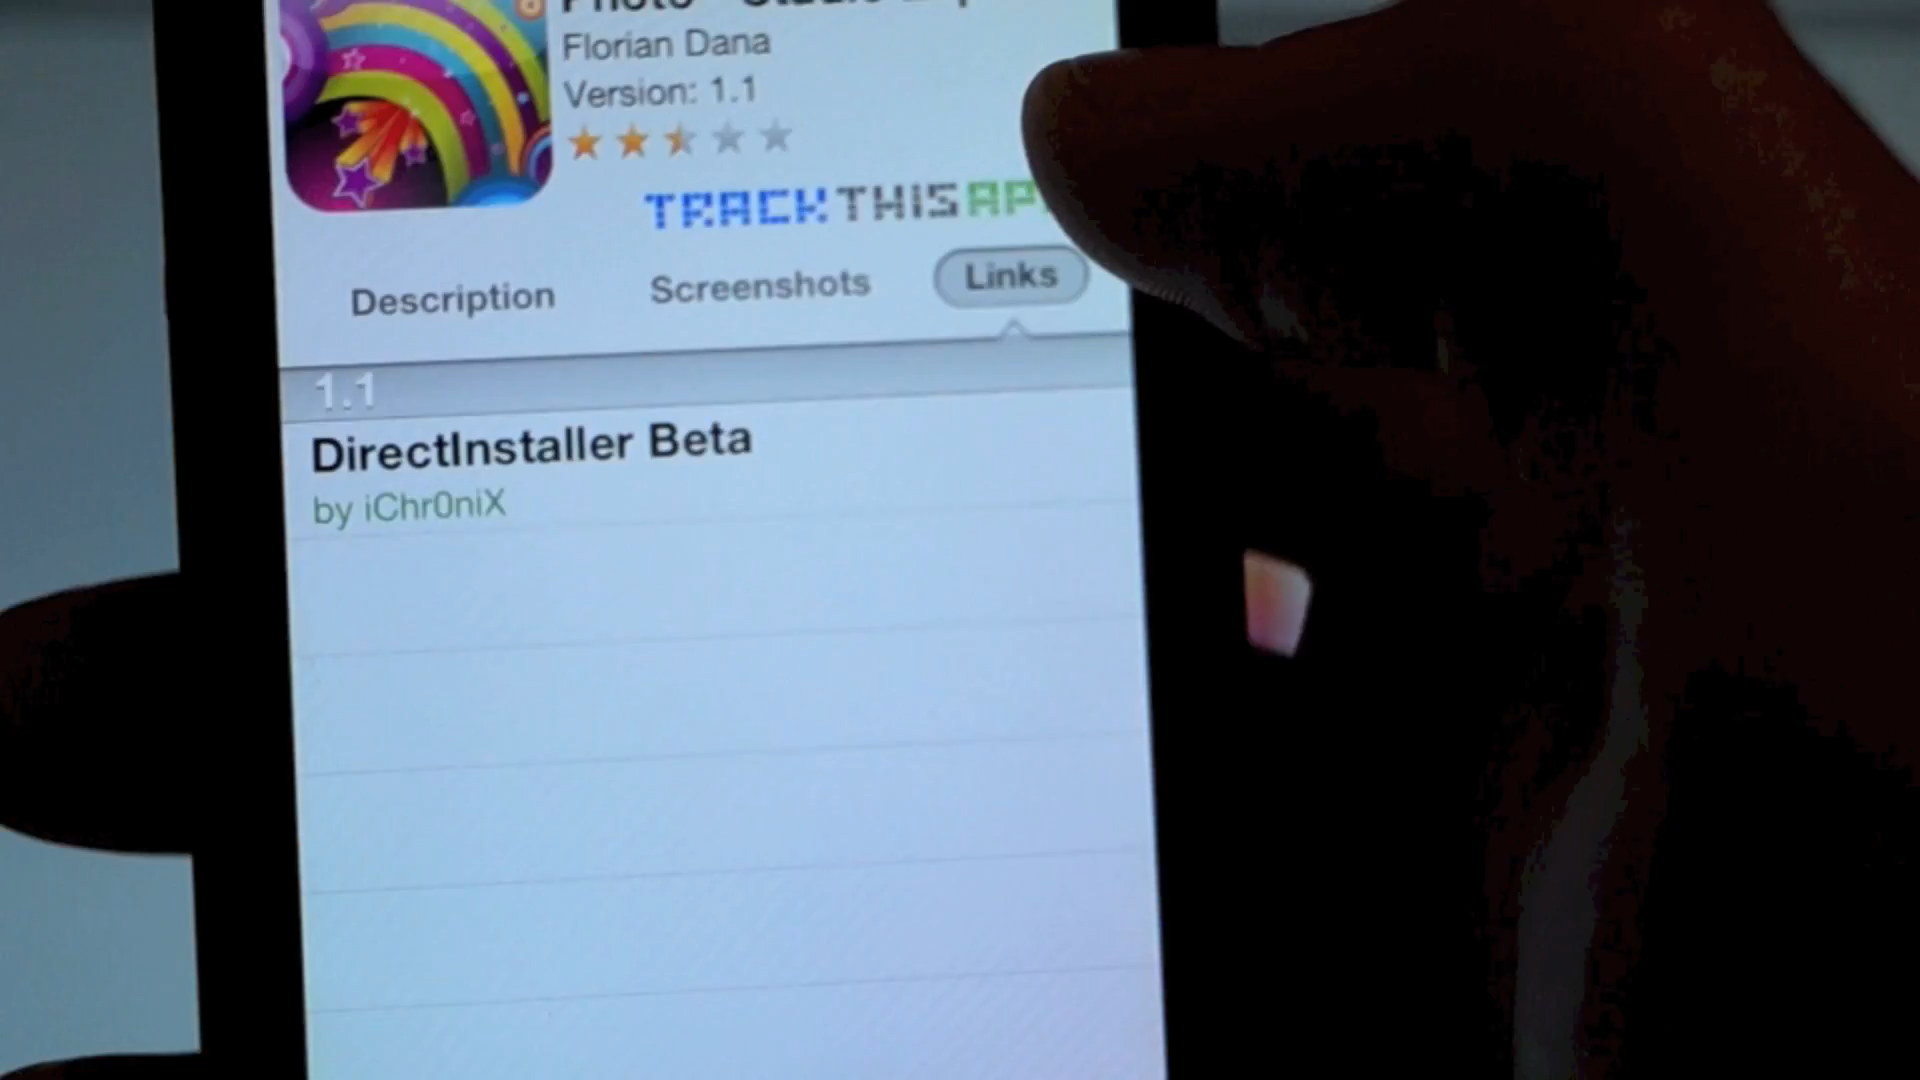 Florian Dana
Version: 1.1
TRACKTHISAP
Description
Screenshots
Links
1.1
DirectInstaller Beta
by iChr0niX